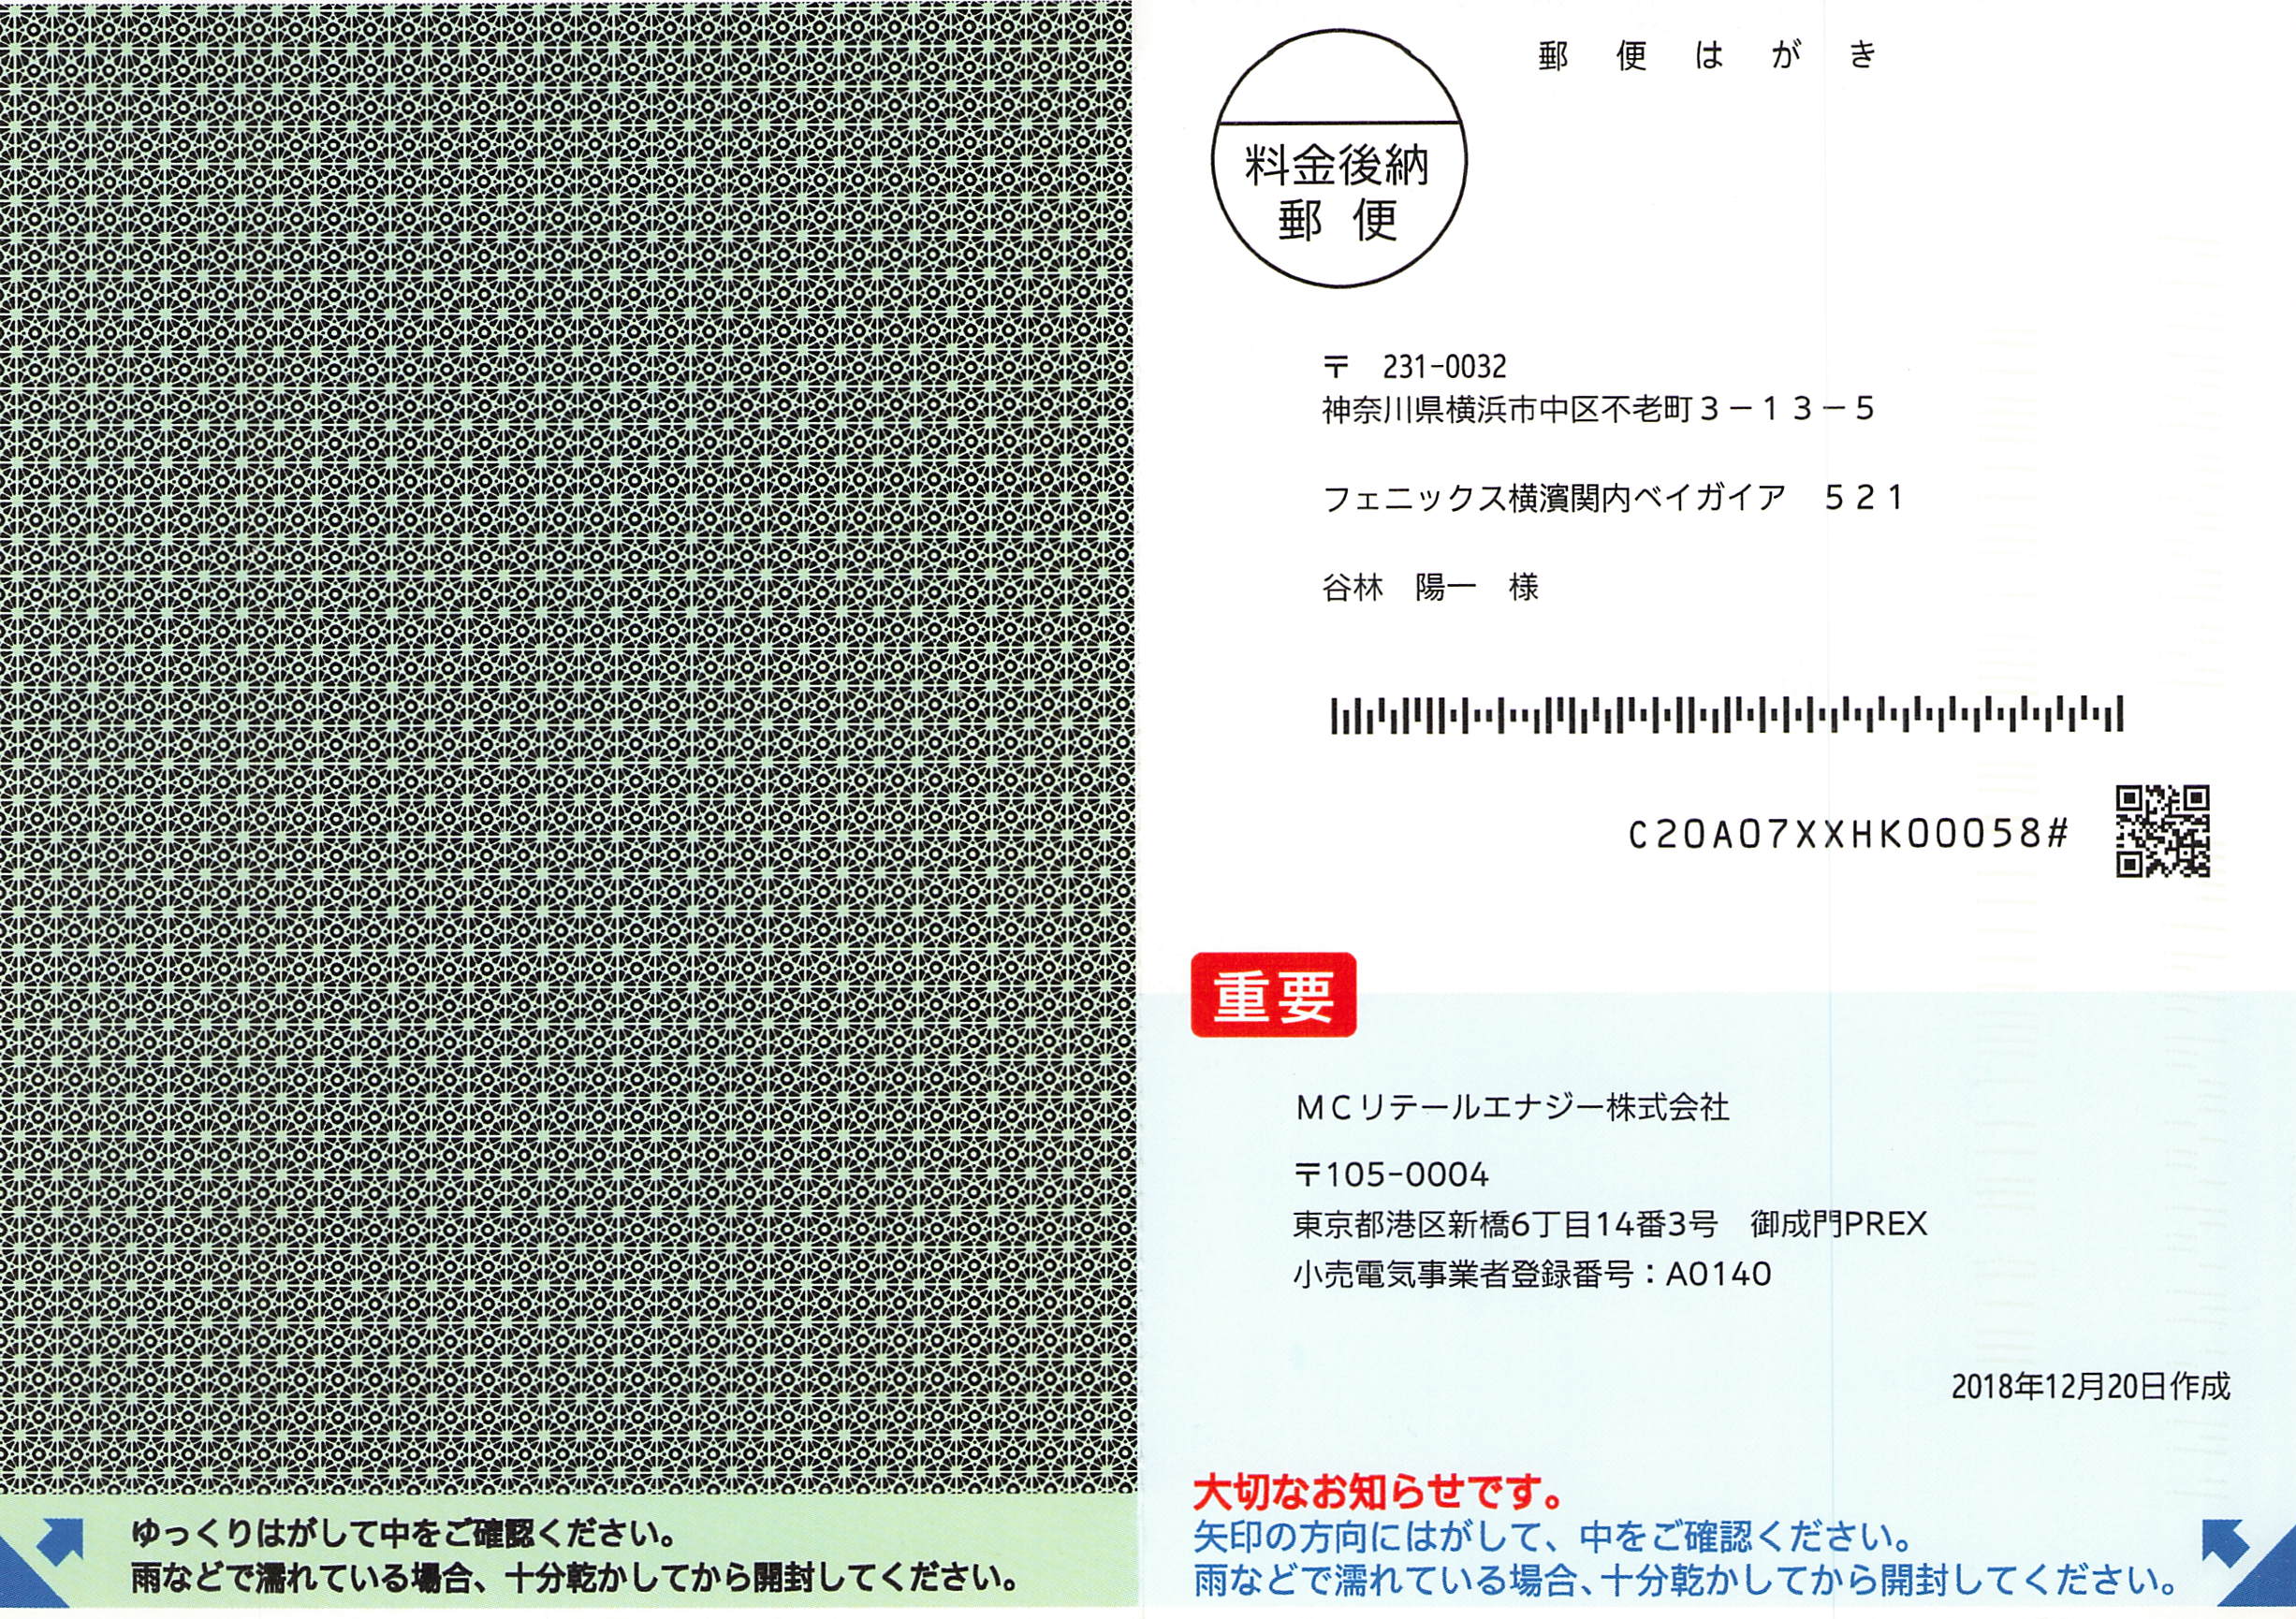 ゆっくりはがして中をご確認ください。
雨などで濡れている場合、十分乾かしてから開封してください。
郵便はがき
料金後納
郵便
〒 231-0032
神奈川県横浜市中区不老町3-13-5
フェニックス横濱関内ベイガイア 521
谷林 陽一 様
C20A07XXHK00058#
重要
MCリテールエナジー株式会社
〒105-0004
東京都港区新橋6丁目14番3号 御成門PREX
小売電気事業者登録番号：A0140
2018年12月20日作成
大切なお知らせです。
矢印の方向にはがして、中をご確認ください。
雨などで濡れている場合、十分乾かしてから開封してください。